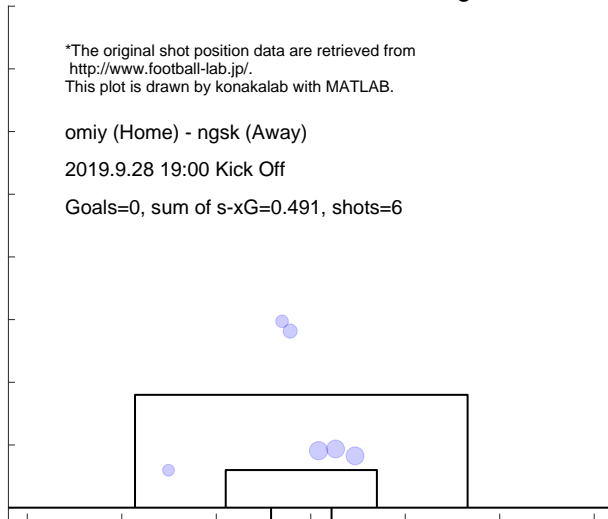 *The original shot position data are retrieved from
http://www.football-lab.jp/.
This plot is drawn by konakalab with MATLAB.
omiy (Home) - ngsk (Away)
2019.9.28 19:00 Kick Off
Goals=0, sum of s-xG=0.491, shots=6